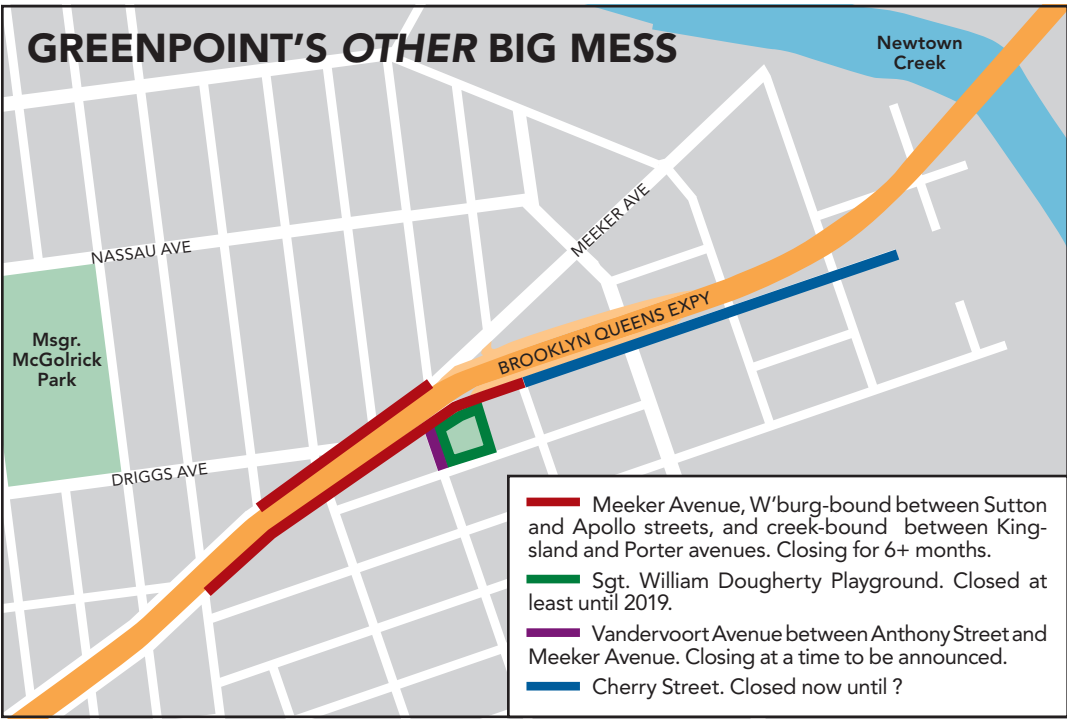 GREENPOINT'S OTHER BIG MESS
Newtown
Creek
MEEKER AVE
NASSAU AVE
BROOKLYN QUEENS EXPY
Msgr.
McGolrick
Park
DRIGGS AVE
Meeker Avenue, W'burg-bound between Sutton
and Apollo streets, and creek-bound between King-
sland and Porter avenues. Closing for 6+ months.
Sgt. William Dougherty Playground. Closed at
least until 2019.
Vandervoort Avenue between Anthony Street and
Meeker Avenue. Closing at a time to be announced.
Cherry Street. Closed now until ?